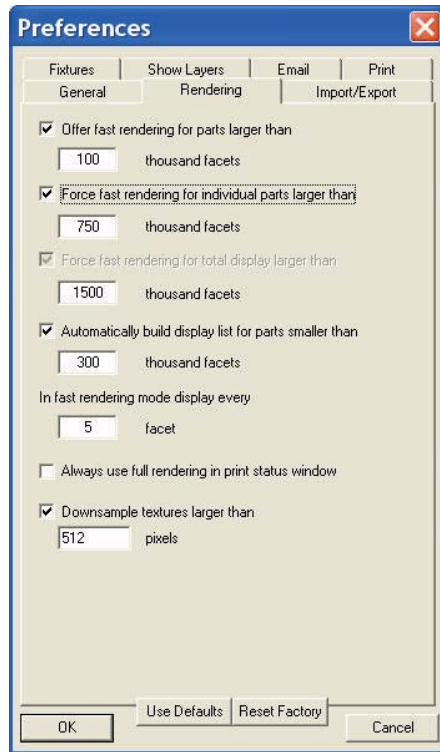 Preferences
Fixtures Show Layers Email Print
General Rendering Import/Export
Offer fast rendering for parts larger than
100 thousand facets
Force fast rendering for individual parts larger than
750 thousand facets
Force fast rendering for total display larger than
1500 thousand facets
Automatically build display list for parts smaller than
300 thousand facets
In fast rendering mode display every
5 facet
Always use full rendering in print status window
Downsample textures larger than
512 pixels
Use Defaults Reset Factory
OK Cancel